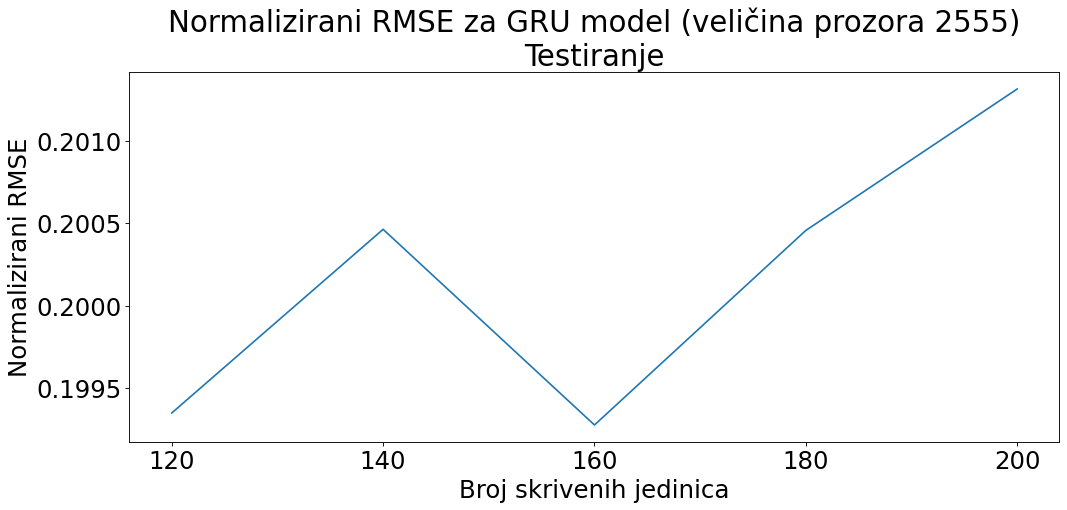 Normalizirani RMSE za GRU model (veličina prozora 2555)
Testiranje
Normalizirani RMSE
0.2010
0.2005
0.2000
0.1995
120 140 160 180 200
Broj skrivenih jedinica